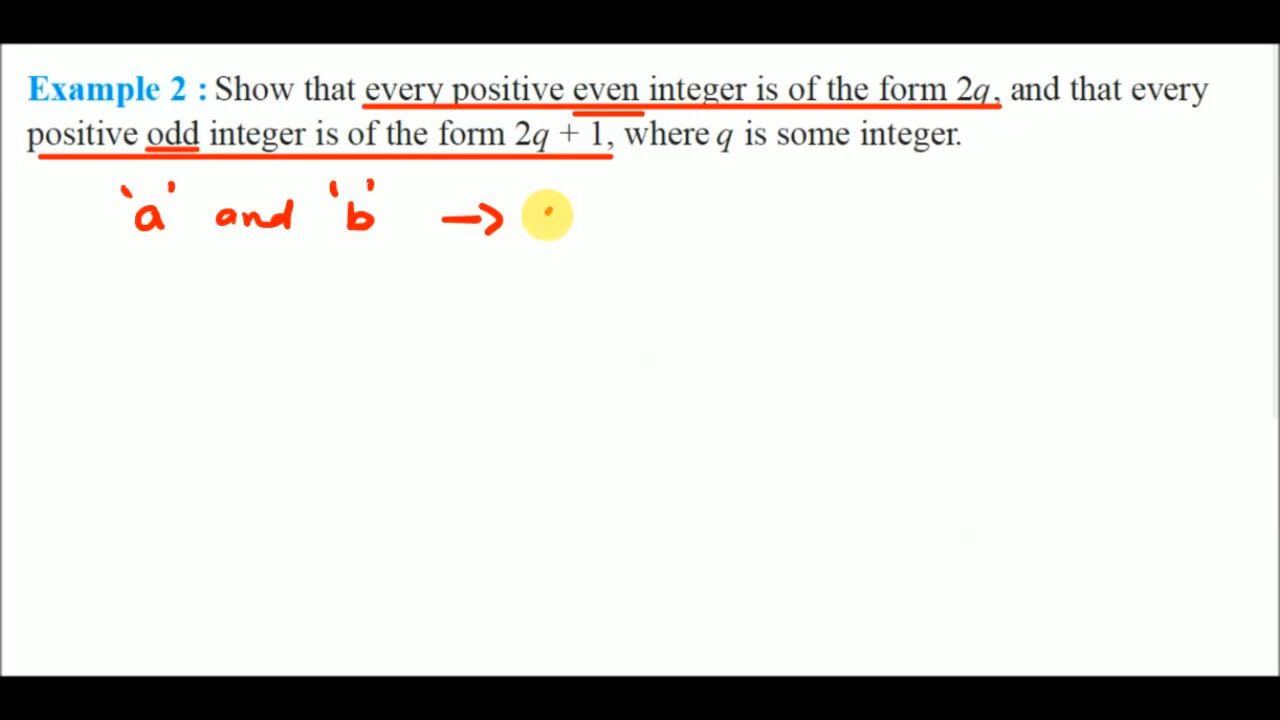 Example 2 : Show that every positive even integer is of the form 2q, and that every
positive odd integer is of the form 2q + 1, where q is some integer.
'a' and 'b' →